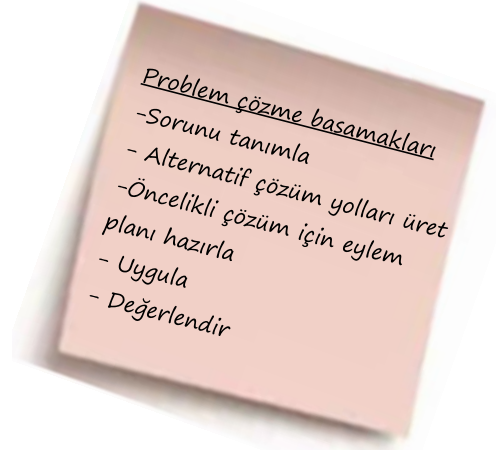 Problem çözme basamakları
-Sorunu tanımla
- Alternatif çözüm yolları üret
-Öncelikli çözüm için eylem
planı hazırla
- Uygula
- Değerlendir